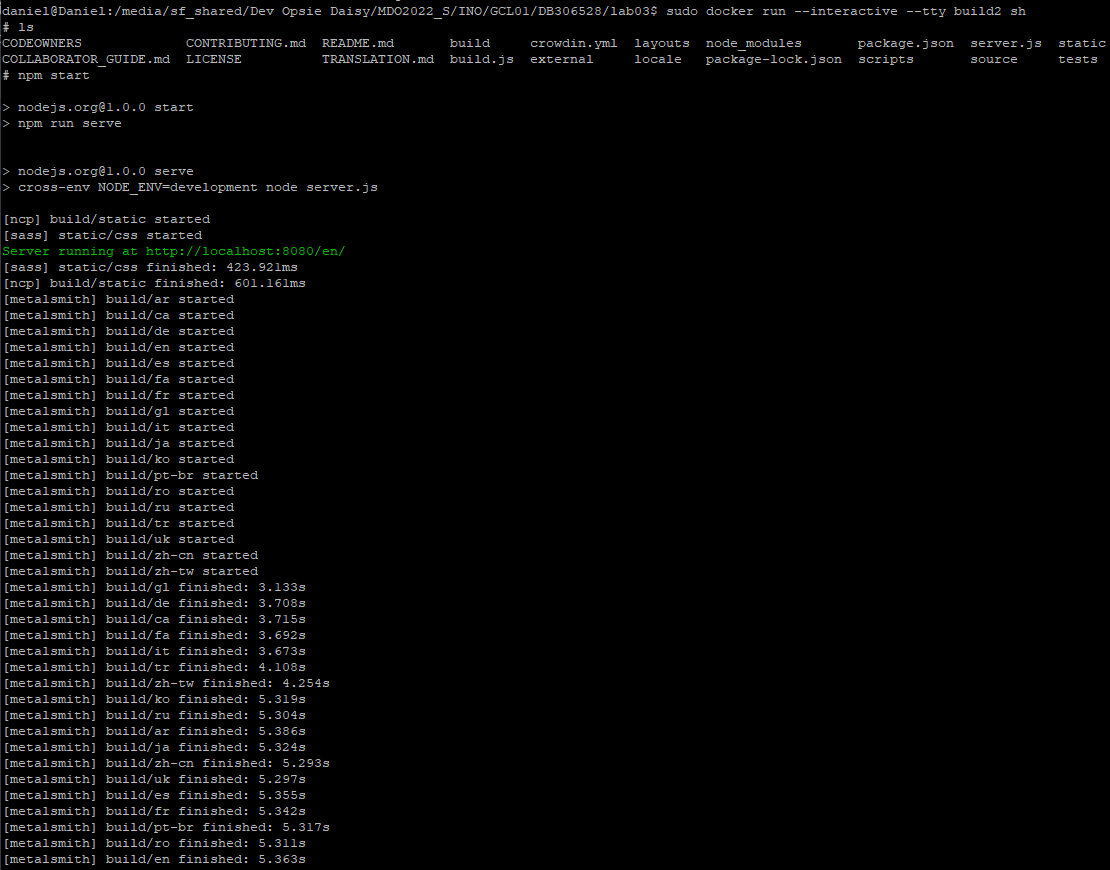 daniel@Daniel:/media/sf_shared/Dev Opsie Daisy/MDO2022_S/INO/GCL01/DB306528/lab03$ sudo docker run --interactive --tty build2 sh
# ls
CODEOWNERS             CONTRIBUTING.md  README.md       build     crowdin.yml  layouts  node_modules       package.json  server.js  static
COLLABORATOR_GUIDE.md  LICENSE          TRANSLATION.md  build.js  external     locale   package-lock.json  scripts       source     tests
# npm start
> nodejs.org@1.0.0 start
> npm run serve
> nodejs.org@1.0.0 serve
> cross-env NODE_ENV=development node server.js
[ncp] build/static started
[sass] static/css started
Server running at http://localhost:8080/en/
[sass] static/css finished: 423.921ms
[ncp] build/static finished: 601.161ms
[metalsmith] build/ar started
[metalsmith] build/ca started
[metalsmith] build/de started
[metalsmith] build/en started
[metalsmith] build/es started
[metalsmith] build/fa started
[metalsmith] build/fr started
[metalsmith] build/gl started
[metalsmith] build/it started
[metalsmith] build/ja started
[metalsmith] build/ko started
[metalsmith] build/pt-br started
[metalsmith] build/ro started
[metalsmith] build/ru started
[metalsmith] build/tr started
[metalsmith] build/uk started
[metalsmith] build/zh-cn started
[metalsmith] build/zh-tw started
[metalsmith] build/gl finished: 3.133s
[metalsmith] build/de finished: 3.708s
[metalsmith] build/ca finished: 3.715s
[metalsmith] build/fa finished: 3.692s
[metalsmith] build/it finished: 3.673s
[metalsmith] build/tr finished: 4.108s
[metalsmith] build/zh-tw finished: 4.254s
[metalsmith] build/ko finished: 5.319s
[metalsmith] build/ru finished: 5.304s
[metalsmith] build/ar finished: 5.386s
[metalsmith] build/ja finished: 5.324s
[metalsmith] build/zh-cn finished: 5.293s
[metalsmith] build/uk finished: 5.297s
[metalsmith] build/es finished: 5.355s
[metalsmith] build/fr finished: 5.342s
[metalsmith] build/pt-br finished: 5.317s
[metalsmith] build/ro finished: 5.311s
[metalsmith] build/en finished: 5.363s